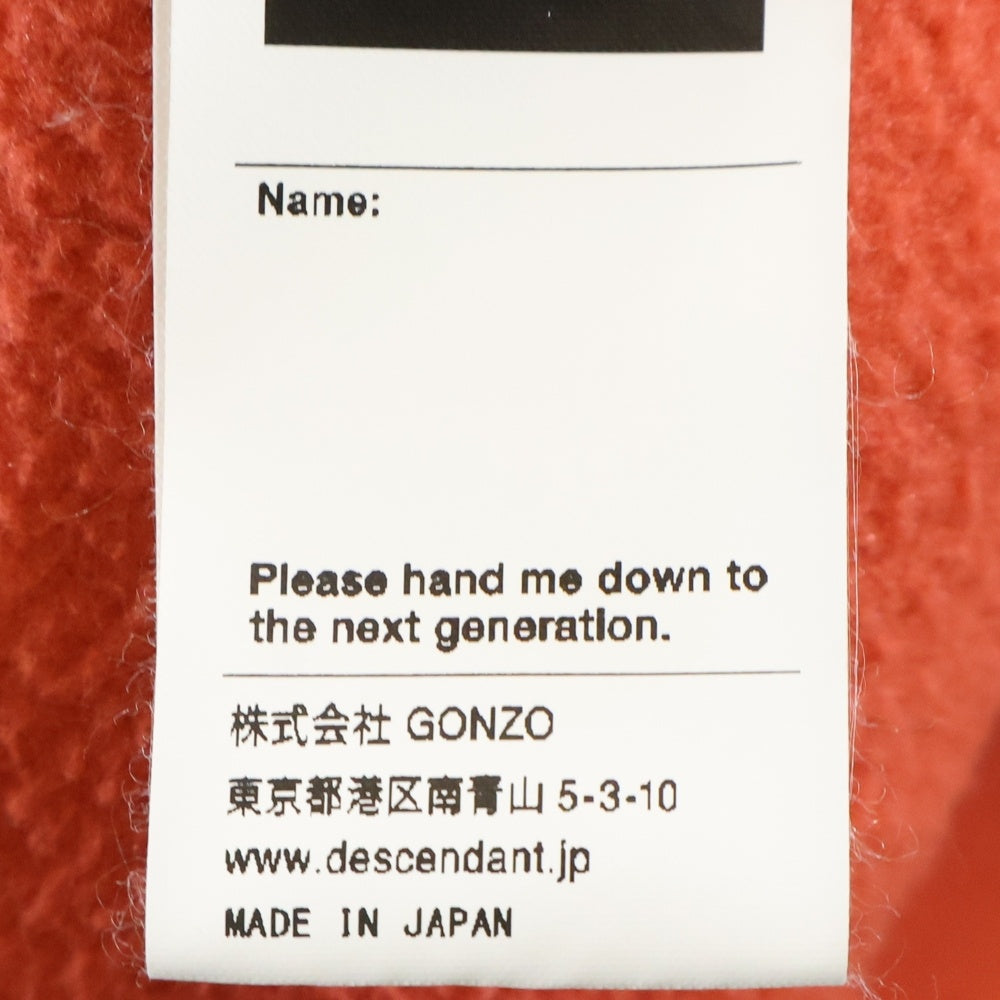 Name:
Please hand me down to
the next generation.
株式会社 GONZO
東京都港区南青山 5-3-10
www.descendant.jp
MADE IN JAPAN